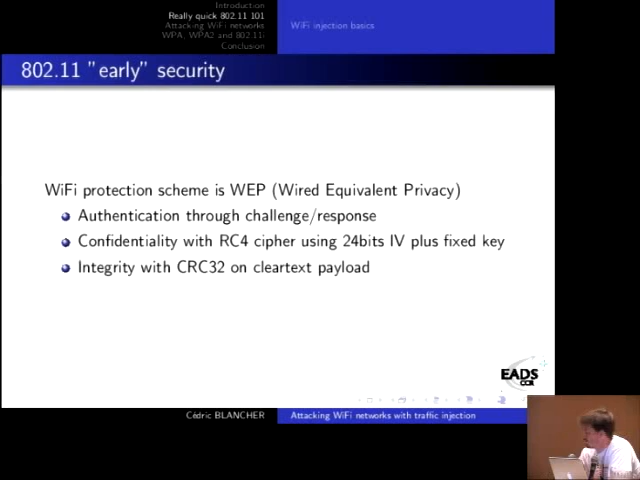 Introduction
Really quick 802.11 101
Attacking WiFi networks
WPA, WPA2 and 802.11i
Conclusion
WiFi injection basics
802.11 "early" security
WiFi protection scheme is WEP (Wired Equivalent Privacy)
Authentication through challenge/response
Confidentiality with RC4 cipher using 24bits IV plus fixed key
Integrity with CRC32 on cleartext payload
EADS
CCR
Cédric BLANCHER
Attacking WiFi networks with traffic injection